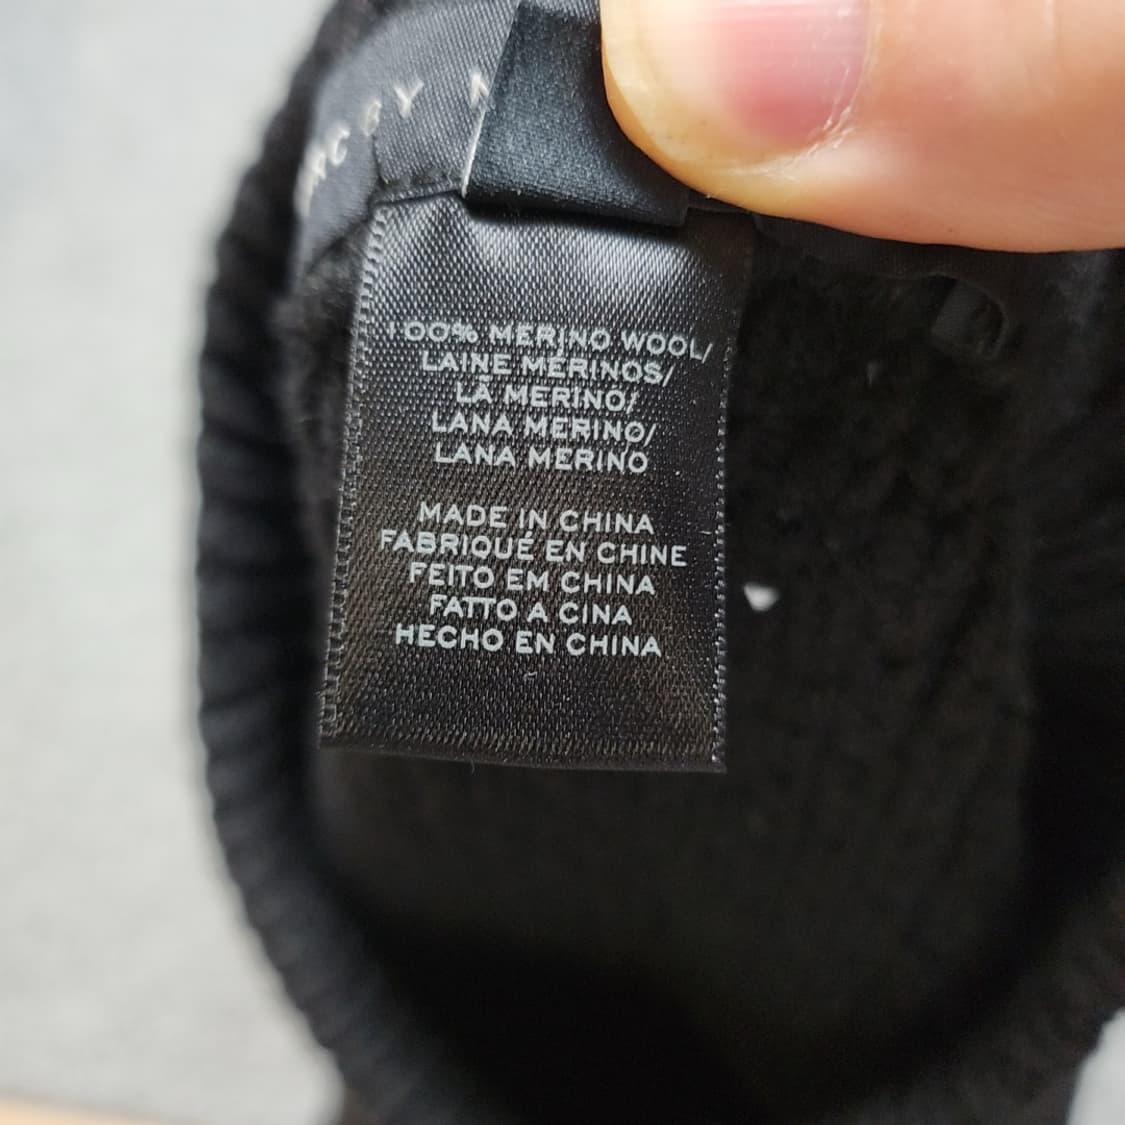 100% MERINO WOOL/
LAINE MÉRINOS/
LÃ MERINO/
LANA MERINO/
LANA MERINO
MADE IN CHINA
FABRIQUÉ EN CHINE
FEITO EM CHINA
FATTO A CINA
HECHO EN CHINA